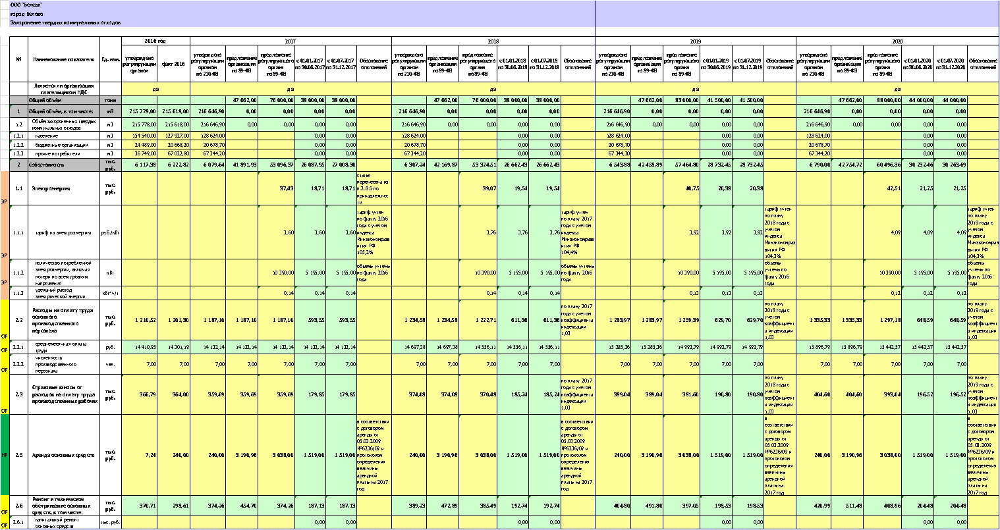 ООО "Белсах"
город Белово
Захоронение твердых коммунальных отходов
2016 год 2017 2018 2019 2020
№ Наименование показателя Ед. изм. утверждено регулирующим органом факт 2016 утверждено регулирующим органом по 210-ФЗ предложение организации по 89-ФЗ предложение регулирующего органа по 89-ФЗ с 01.01.2017 по 30.06.2017 с 01.07.2017 по 31.12.2017 Обоснование отклонений утверждено регулирующим органом по 210-ФЗ предложение организации по 89-ФЗ предложение регулирующего органа по 89-ФЗ с 01.01.2018 по 30.06.2018 с 01.07.2018 по 31.12.2018 Обоснование отклонений утверждено регулирующим органом по 210-ФЗ предложение организации по 89-ФЗ предложение регулирующего органа по 89-ФЗ с 01.01.2019 по 30.06.2019 с 01.07.2019 по 31.12.2019 Обоснование отклонений утверждено регулирующим органом по 210-ФЗ предложение организации по 89-ФЗ предложение регулирующего органа по 89-ФЗ с 01.01.2020 по 30.06.2020 с 01.07.2020 по 31.12.2020 Обоснование отклонений
Является ли организация плательщиком НДС да да да да да
Общий объём тонн 47 662,00 76 000,00 38 000,00 38 000,00 47 662,00 76 000,00 38 000,00 38 000,00 47 662,00 83 000,00 41 500,00 41 500,00 47 662,00 88 000,00 44 000,00 44 000,00
1 Общий объём, в том числе: м3 215 778,00 215 618,00 216 646,90 0,00 0,00 0,00 0,00 216 646,90 0,00 0,00 0,00 0,00 216 646,90 0,00 0,00 0,00 0,00 216 646,90 0,00 0,00 0,00 0,00
1.2 Объём захороненных твердых коммунальных отходов м3 215 778,00 215 618,00 216 646,90 0,00 0,00 0,00 0,00 216 646,90 0,00 0,00 0,00 0,00 216 646,90 0,00 0,00 0,00 0,00 216 646,90 0,00 0,00 0,00 0,00
1.2.1 население м3 154 540,00 127 927,00 128 624,00 0,00 0,00 128 624,00 0,00 0,00 128 624,00 0,00 0,00 128 624,00 0,00 0,00
1.2.2 бюджетные организации м3 24 489,00 20 668,20 20 678,70 0,00 0,00 20 678,70 0,00 0,00 20 678,70 0,00 0,00 20 678,70 0,00 0,00
1.2.3 прочие потребители м3 36 749,00 67 022,80 67 344,20 0,00 0,00 67 344,20 0,00 0,00 67 344,20 0,00 0,00 67 344,20 0,00 0,00
2 Себестоимость тыс. руб. 6 117,38 6 222,82 6 079,64 41 891,93 53 096,37 26 087,95 27 008,30 6 307,24 42 169,87 53 324,51 26 662,43 26 662,43 6 543,88 42 458,89 57 464,80 28 732,45 28 732,45 6 790,00 42 754,72 60 496,36 30 232,46 30 263,69
ЭР 1.1 Электроэнергия тыс. руб. 37,43 18,71 18,71 статья перенесена из п.2.8.5 по принадлежности 39,07 19,54 19,54 40,75 20,38 20,38 42,51 21,25 21,25
ЭР 1.1.1 тариф на электроэнергию руб./кВт 3,60 3,60 3,60 тариф учтен по факту 2016 года с учетом индекса Минэкономразвития РФ 105,2% 3,76 3,76 3,76 тариф учтен по плану 2017 года с учетом индекса Минэкономразвития РФ 104,4% 3,92 3,92 3,92 тариф учтен по плану 2018 года с учетом индекса Минэкономразвития РФ 104,3% 4,09 4,09 4,09 тариф учтен по плану 2019 года с учетом индекса Минэкономразвития РФ 104,3%
ЭР 1.1.2 количество потребленной электроэнергии, включая потери по всем уровням напряжения кВт 10 390,00 5 195,00 5 195,00 объемы учтены по факту 2016 года 10 390,00 5 195,00 5 195,00 объемы учтены по факту 2016 года 10 390,00 5 195,00 5 195,00 объемы учтены по факту 2016 года 10 390,00 5 195,00 5 195,00 объемы учтены по факту 2016 года
1.1.3 удельный расход электрической энергии кВт*ч/т 0,14 0,14 0,14 0,14 0,14 0,14 0,13 0,13 0,13 0,12 0,12 0,12
ОР 2.2 Расходы на оплату труда основного производственного персонала тыс. руб. 1 210,52 1 201,30 1 187,10 1 187,10 1 187,10 593,55 593,55 1 234,58 1 234,58 1 222,71 611,36 611,36 по плану 2017 года с учетом коэффициента индексации 1,03 1 283,97 1 283,97 1 259,39 629,70 629,70 по плану 2018 года с учетом коэффициента индексации 1,03 1 335,33 1 335,33 1 297,18 648,59 648,59 по плану 2019 года с учетом коэффициента индексации 1,03
ОР 2.2.1 среднемесячная оплата труда руб. 14 410,95 14 301,19 14 132,14 14 132,14 14 132,14 14 132,14 14 132,14 14 697,38 14 697,38 14 556,11 14 556,11 14 556,11 15 285,36 15 285,36 14 992,79 14 992,79 14 992,79 15 896,79 15 896,79 15 442,57 15 442,57 15 442,57
ОР 2.2.2 численность производственного персонала чел. 7,00 7,00 7,00 7,00 7,00 7,00 7,00 7,00 7,00 7,00 7,00 7,00 7,00 7,00 7,00 7,00 7,00 7,00 7,00 7,00 7,00 7,00
ОР 2.3 Страховые взносы от расходов на оплату труда производственных рабочих тыс. руб. 366,79 364,00 359,69 359,69 359,69 179,85 179,85 374,08 374,08 370,48 185,24 185,24 по плану 2017 года с учетом коэффициента индексации 1,03 389,04 389,04 381,60 190,80 190,80 по плану 2018 года с учетом коэффициента индексации 1,03 404,60 404,60 393,04 196,52 196,52 по плану 2019 года с учетом коэффициента индексации 1,03
НР 2.5 Аренда основных средств тыс. руб. 7,24 240,00 240,00 3 190,96 3 038,00 1 519,00 1 519,00 в соответствии с договором аренды от 05.03.2009 №6236/09 и протоколом определения величины арендной платы на 2017 год 240,00 3 190,96 3 038,00 1 519,00 1 519,00 в соответствии с договором аренды от 05.03.2009 №6236/09 и протоколом определения величины арендной платы на 2017 год 240,00 3 190,96 3 038,00 1 519,00 1 519,00 в соответствии с договором аренды от 05.03.2009 №6236/09 и протоколом определения величины арендной платы на 2017 год 240,00 3 190,96 3 038,00 1 519,00 1 519,00 в соответствии с договором аренды от 05.03.2009 №6236/09 и протоколом определения величины арендной платы на 2017 год
ОР 2.6 Ремонт и техническое обслуживание основных средств, в том числе: тыс. руб. 370,71 298,61 374,26 454,70 374,26 187,13 187,13 389,23 472,89 385,49 192,74 192,74 404,80 491,80 397,05 198,53 198,53 420,99 511,48 408,96 204,48 204,48
ОР 2.6.1 капитальный ремонт основных средств тыс. руб. 0,00 0,00 0,00 0,00 0,00 0,00 0,00 0,00